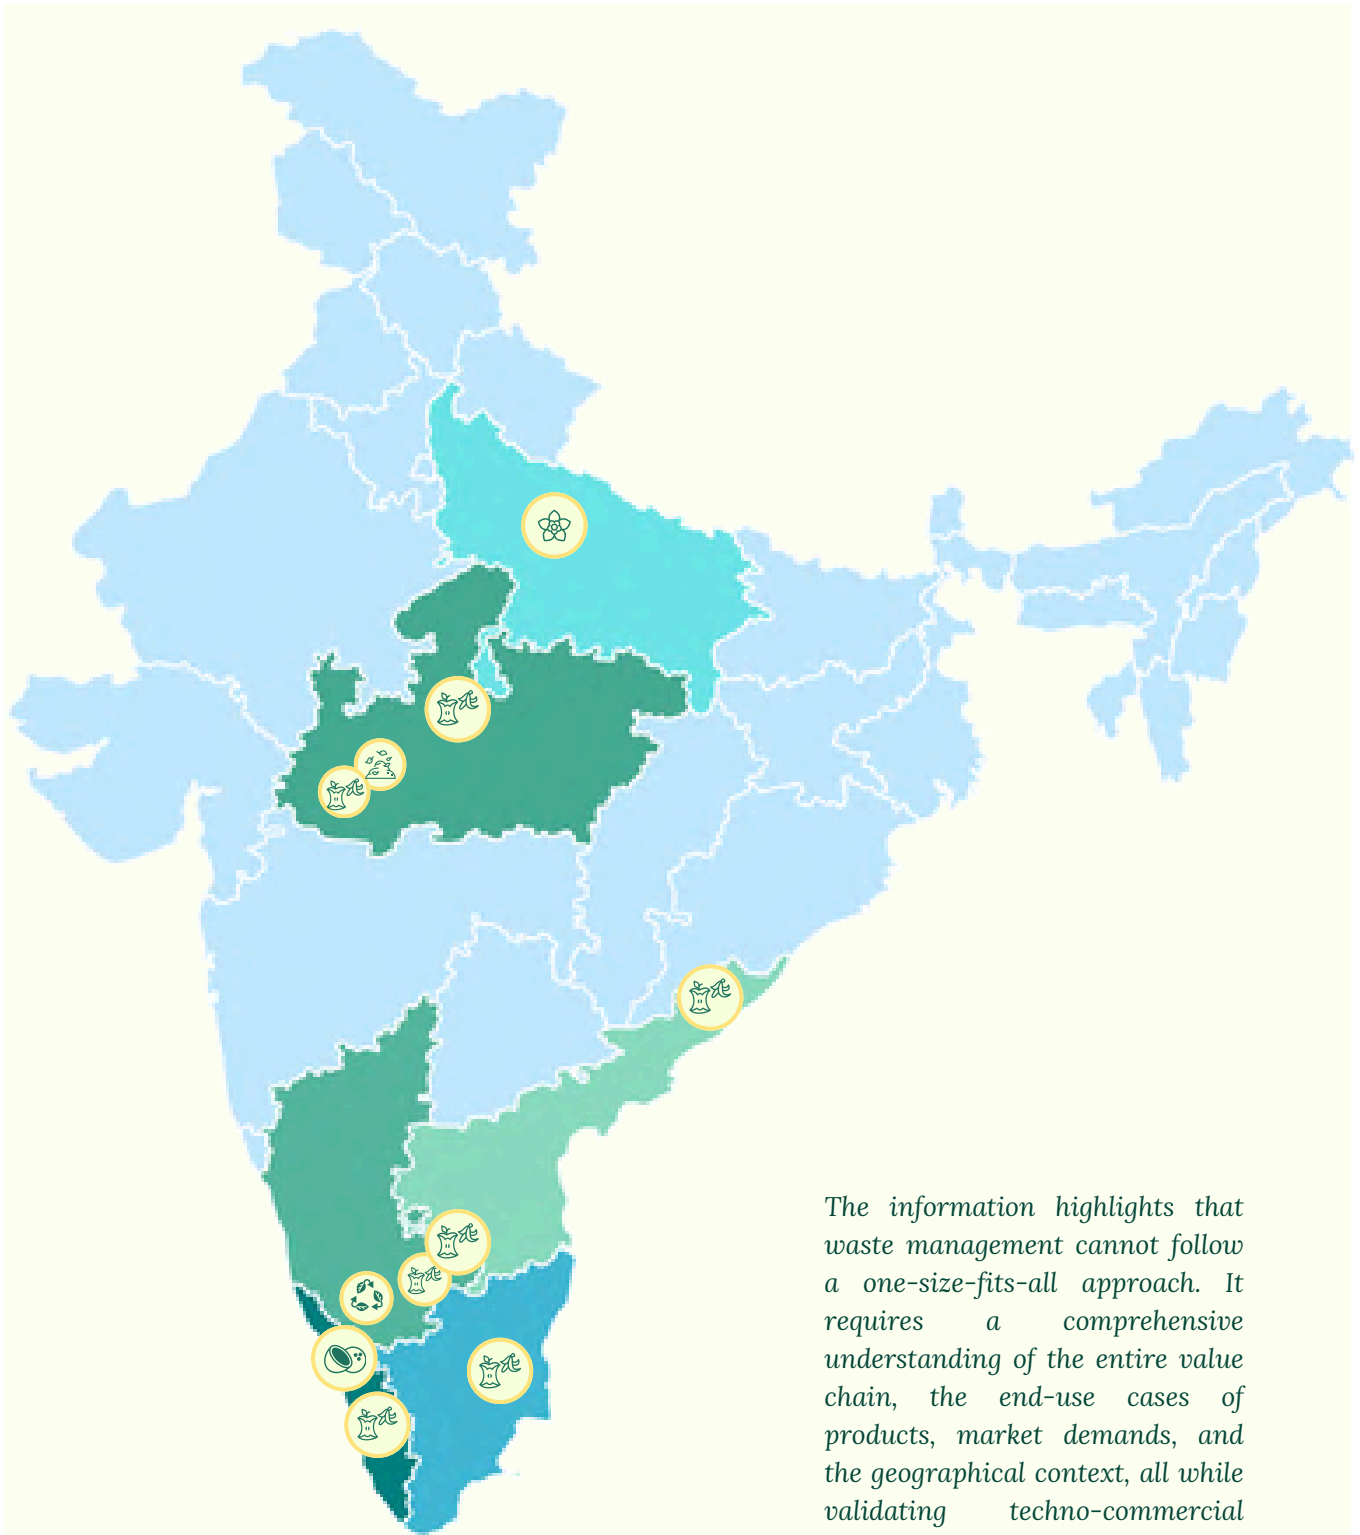 The information highlights that
waste management cannot follow
a one-size-fits-all approach. It
requires a comprehensive
understanding of the entire value
chain, the end-use cases of
products, market demands, and
the geographical context, all while
validating techno-commercial